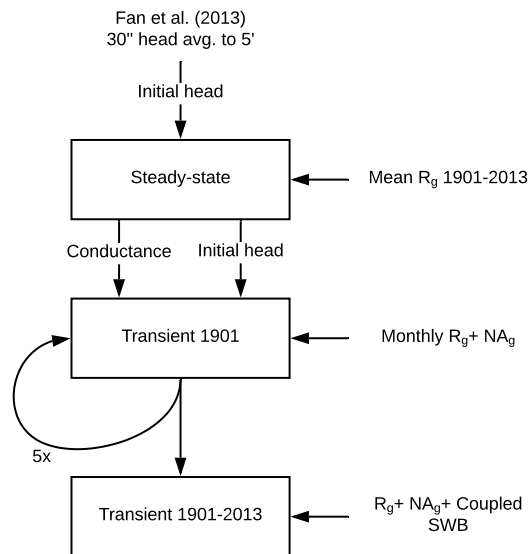 Fan et al. (2013)
30" head avg. to 5'
Initial head
Steady-state
Mean Rg 1901-2013
Conductance
Initial head
Transient 1901
Monthly Rg+ NAg
5x
Transient 1901-2013
Rg+ NAg+ Coupled
SWB